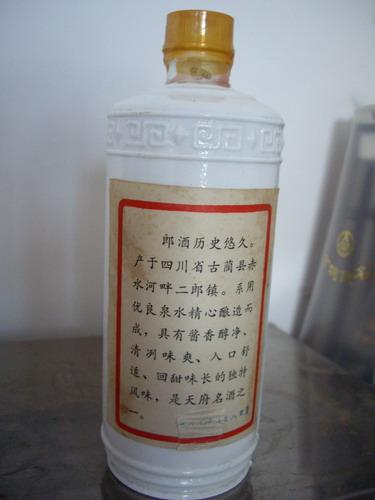 郎酒历史悠久。
产于四川省古蔺县赤
水河畔二郎镇。系用
优良泉水精心酿造而
成，具有酱香醇净、
清冽味爽、入口舒
适、回甜味长的独特
风味，是天府名酒之
一。